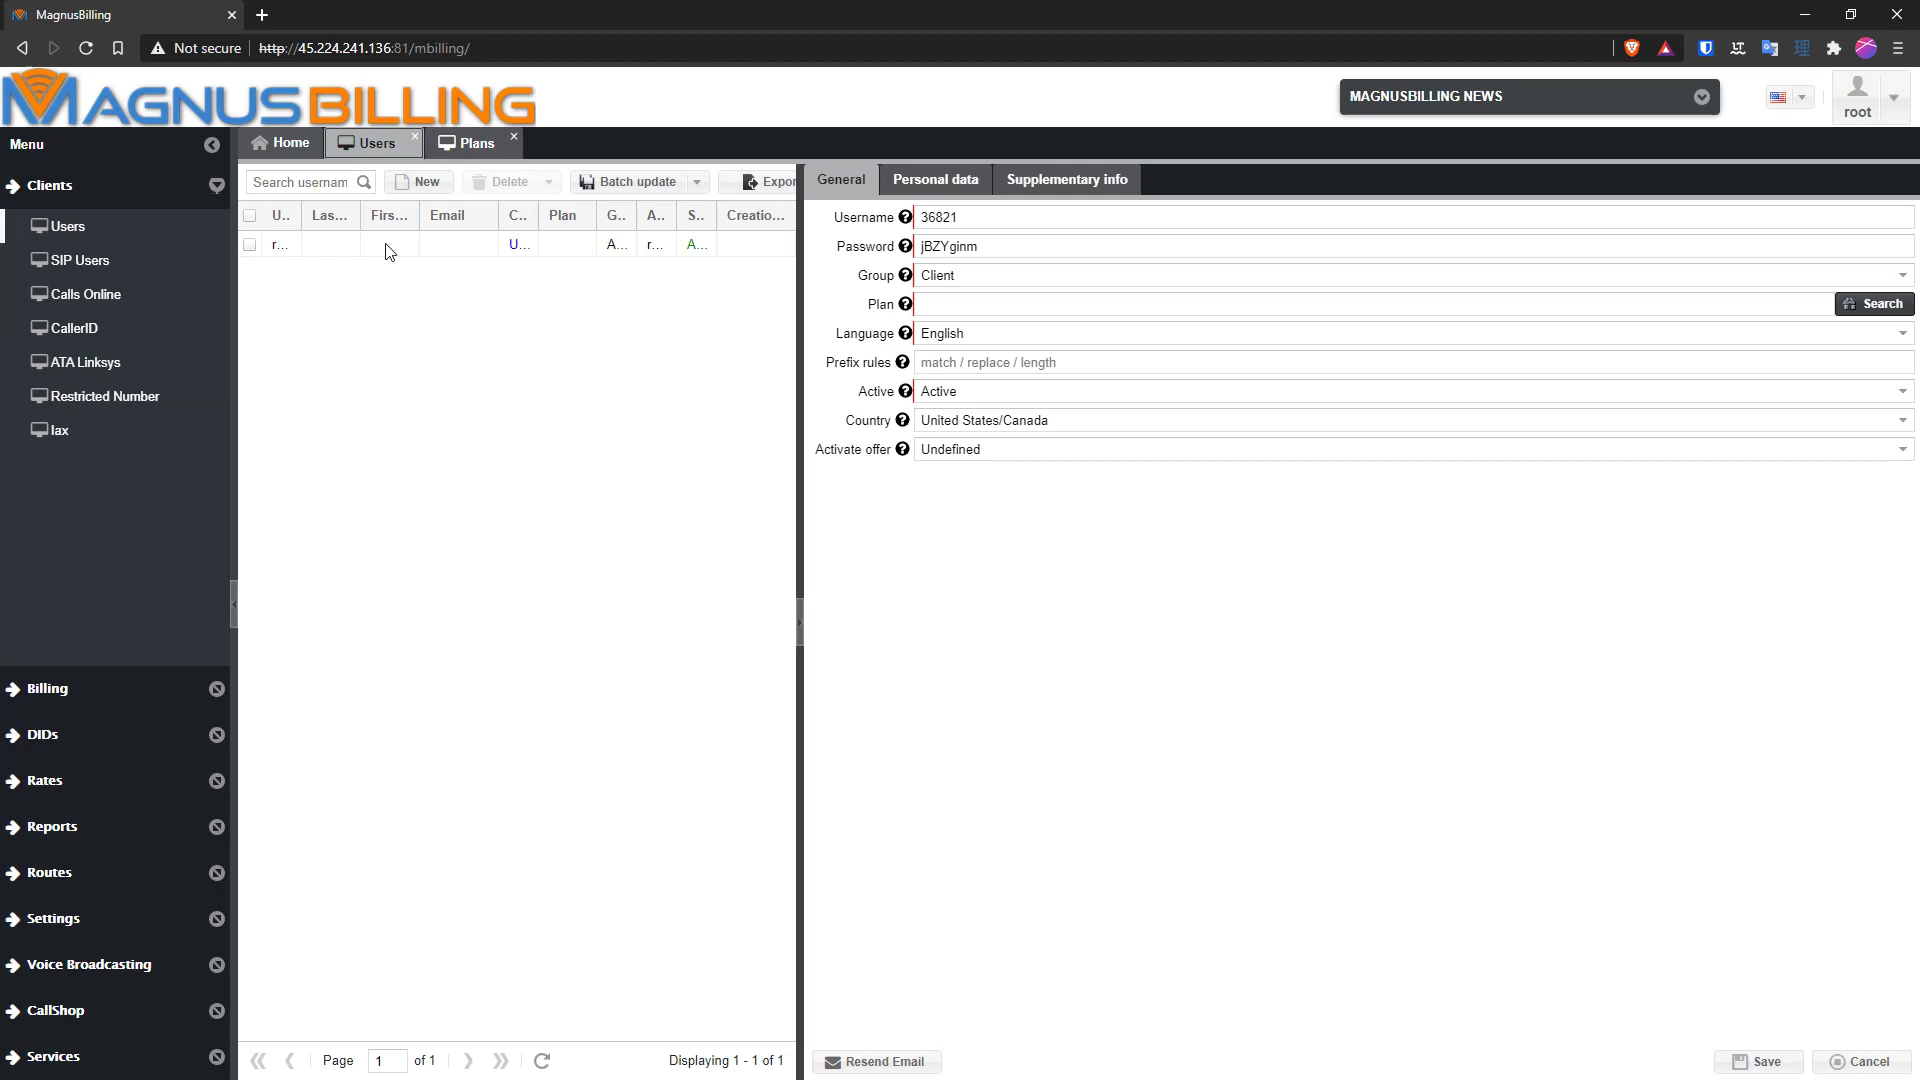 MagnusBilling
Not secure
http://45.224.241.136:81/mbilling/
MAGNUSBILLING
MAGNUSBILLING NEWS
root
Menu
Home
Users
Plans
Clients
Users
SIP Users
Calls Online
CallerID
ATA Linksys
Restricted Number
Iax
Billing
DIDs
Rates
Reports
Routes
Settings
Voice Broadcasting
CallShop
Services
Search usernam
New
Delete
Batch update
Expor
U.. Las... Firs... Email C.. Plan G.. A.. S.. Creatio...
r... U... A... r... A...
Page 1 of 1
Displaying 1 - 1 of 1
General
Personal data
Supplementary info
Username 36821
Password jBZYginm
Group Client
Plan Search
Language English
Prefix rules match / replace / length
Active Active
Country United States/Canada
Activate offer Undefined
Resend Email
Save
Cancel